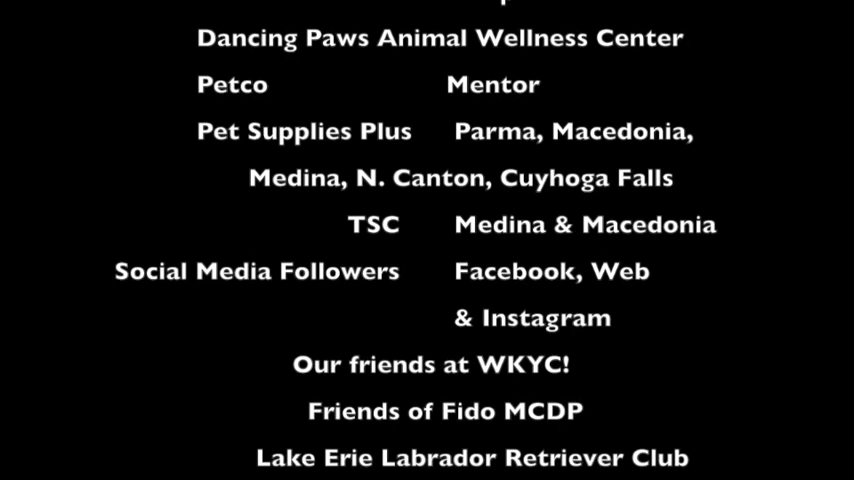 Dancing Paws Animal Wellness Center
Petco Mentor
Pet Supplies Plus Parma, Macedonia,
Medina, N. Canton, Cuyhoga Falls
TSC Medina & Macedonia
Social Media Followers Facebook, Web
& Instagram
Our friends at WKYC!
Friends of Fido MCDP
Lake Erie Labrador Retriever Club